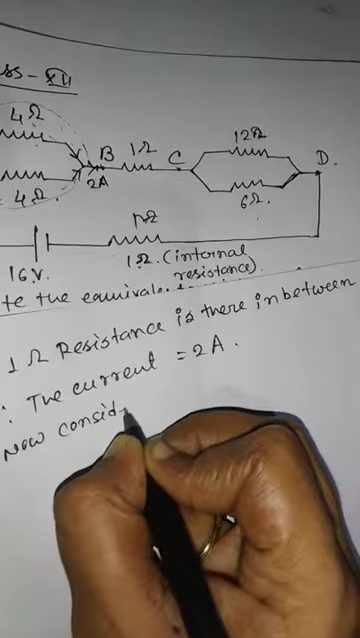 ss - XII
4Ω
B
1Ω
C
12Ω
D.
2A
4Ω
6Ω.
1Ω
16V.
1Ω. (internal
resistance).
te the equivale
1Ω Resistance is there in between
∴ The current = 2A.
Now consid